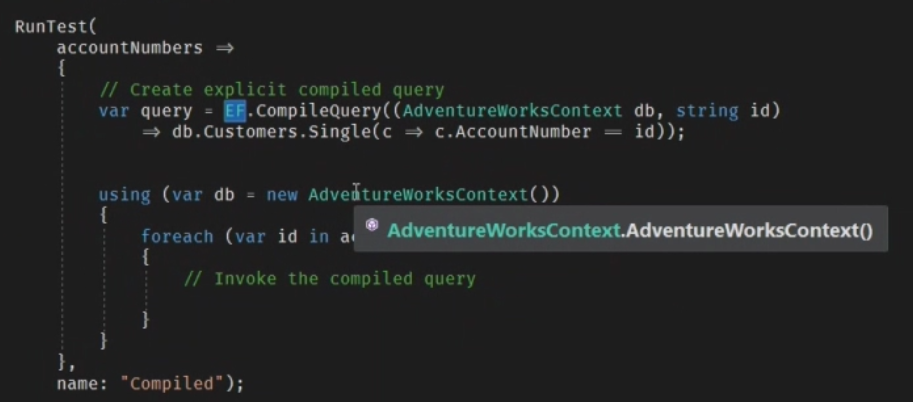 RunTest(
accountNumbers =>
{
// Create explicit compiled query
var query = EF.CompileQuery((AdventureWorksContext db, string id)
=> db.Customers.Single(c => c.AccountNumber == id));
using (var db = new AdventureWorksContext())
{
foreach (var id in a
AdventureWorksContext.AdventureWorksContext()
{
// Invoke the compiled query
}
}
},
name: "Compiled");